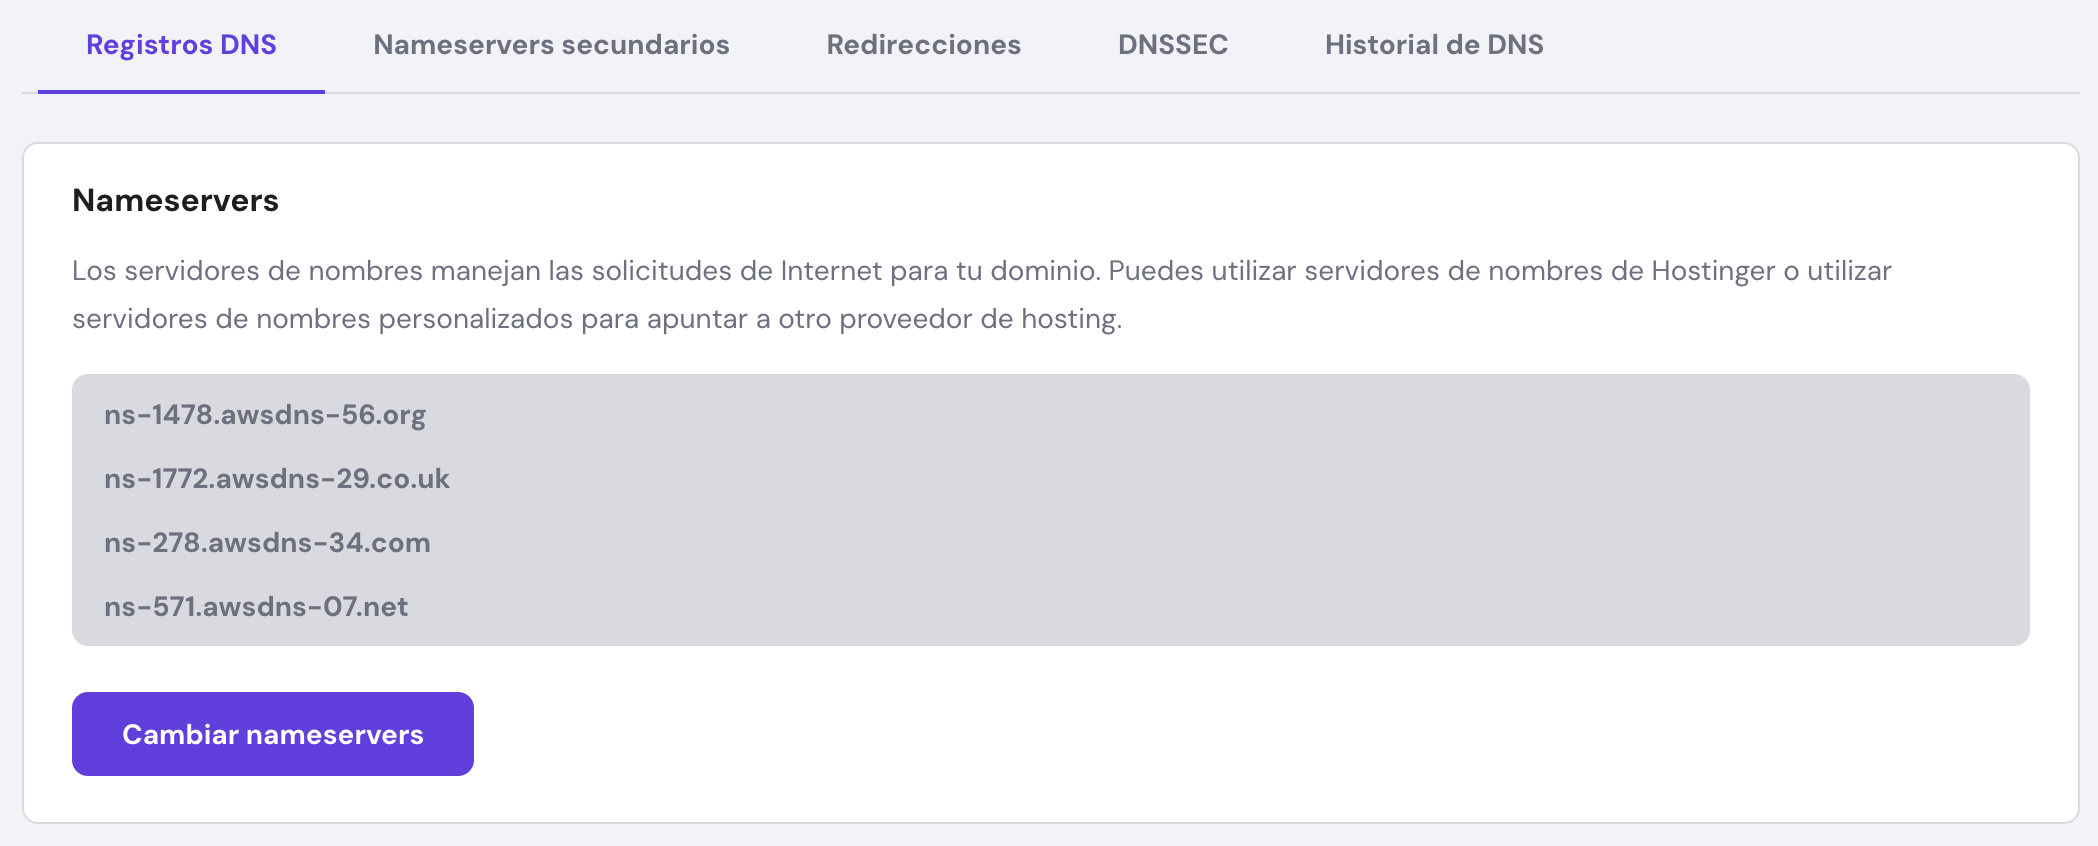 Registros DNS Nameservers secundarios Redirecciones DNSSEC Historial de DNS
Nameservers
Los servidores de nombres manejan las solicitudes de Internet para tu dominio. Puedes utilizar servidores de nombres de Hostinger o utilizar
servidores de nombres personalizados para apuntar a otro proveedor de hosting.
ns-1478.awsdns-56.org
ns-1772.awsdns-29.co.uk
ns-278.awsdns-34.com
ns-571.awsdns-07.net
Cambiar nameservers